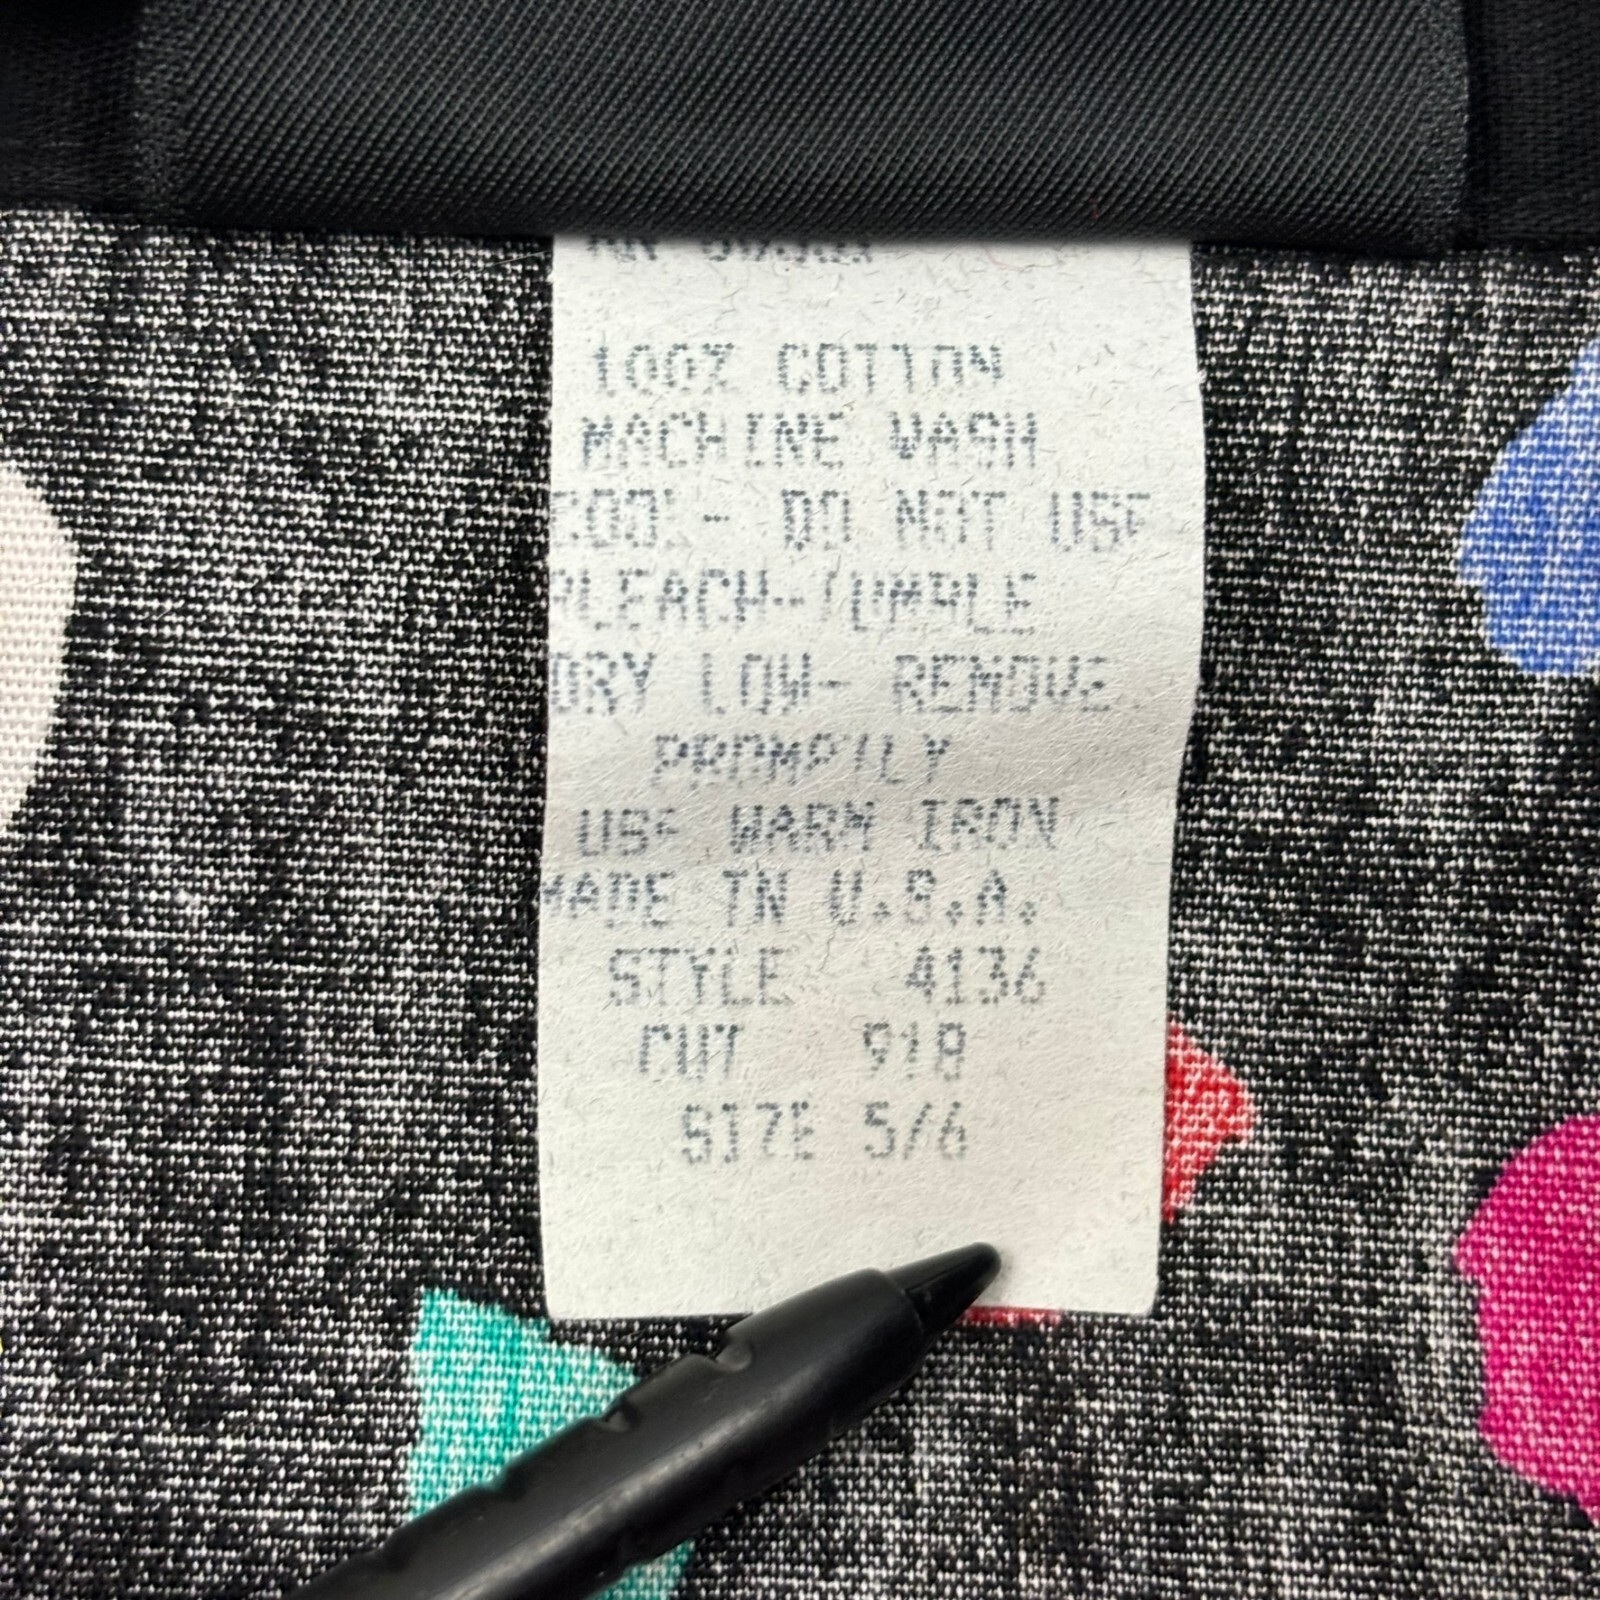 100% COTTON
MACHINE WASH
COOL- DO NOT USE
BLEACH-TUMBLE
DRY LOW- REMOVE
PROMPTLY
USE WARM IRON
MADE IN U.S.A.
STYLE 4136
CUT 918
SIZE 5/6